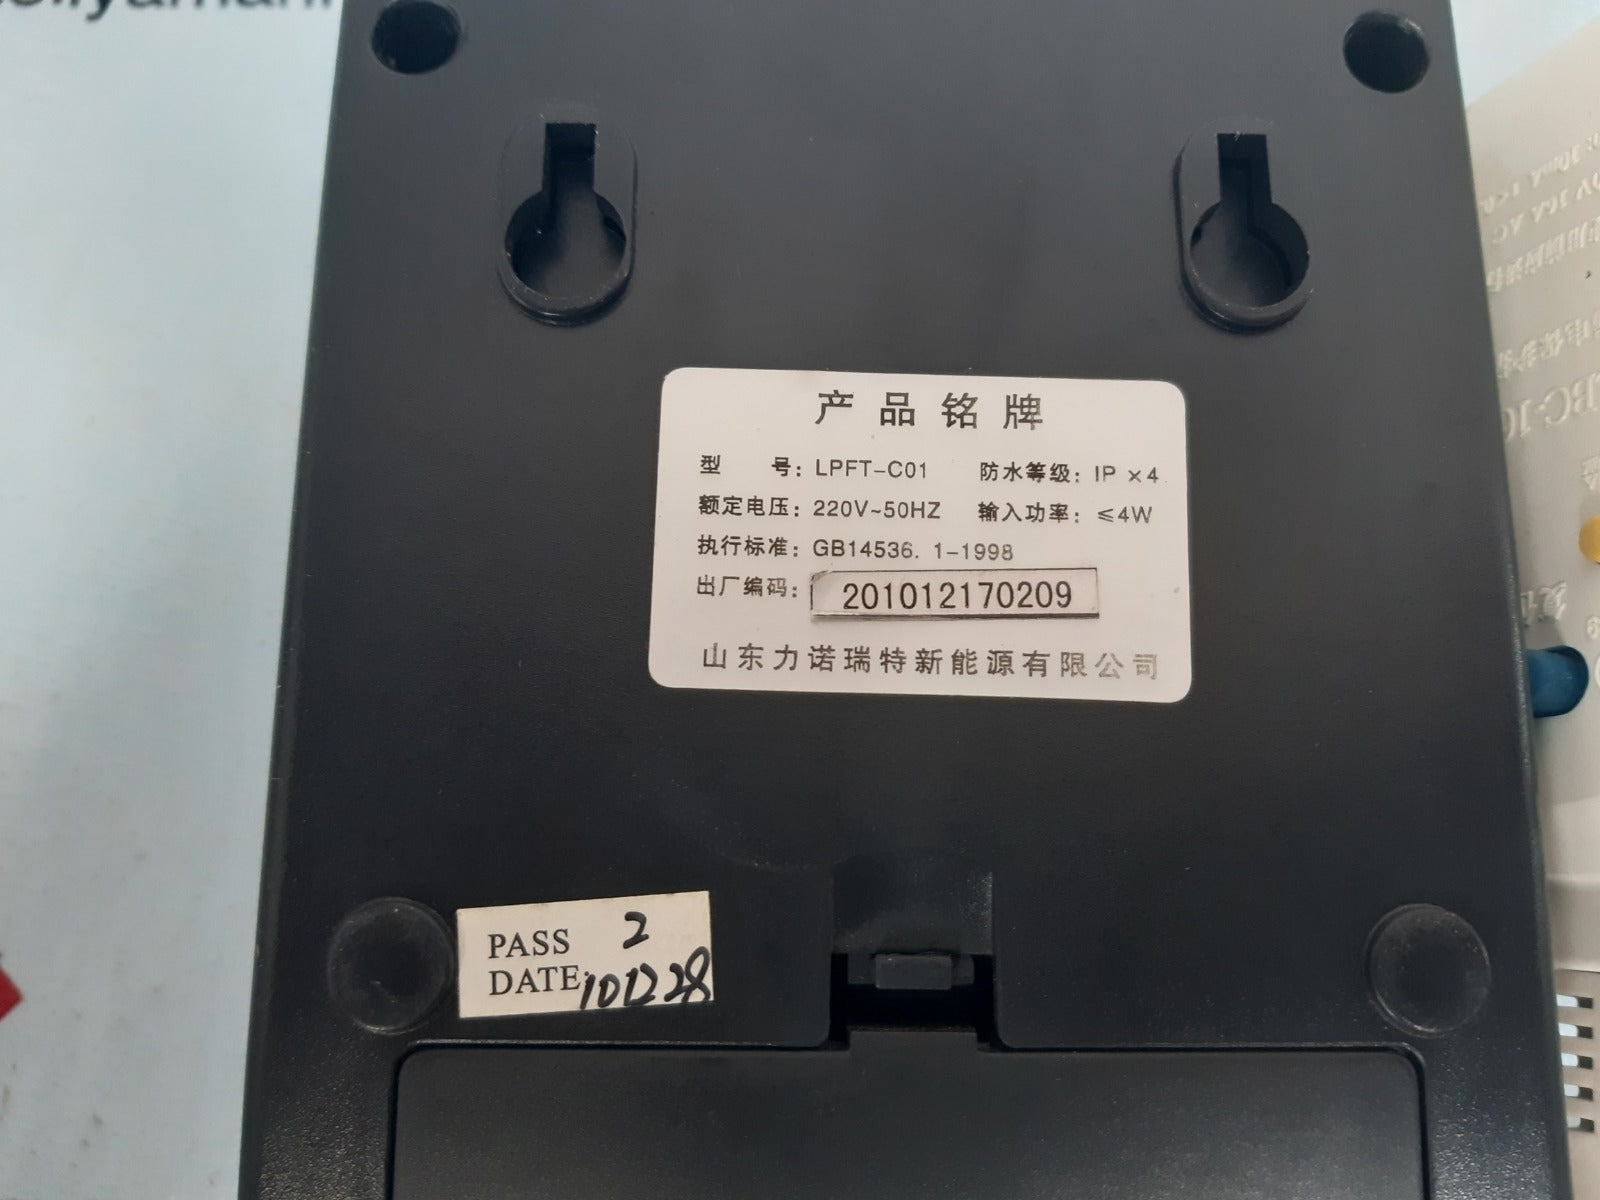 产品铭牌
型 号: LPFT-C01 防水等级: IP ×4
额定电压: 220V~50HZ 输入功率: ≤4W
执行标准: GB14536. 1-1998
出厂编码: 201012170209
山东力诺瑞特新能源有限公司
PASS 2
DATE: 101228